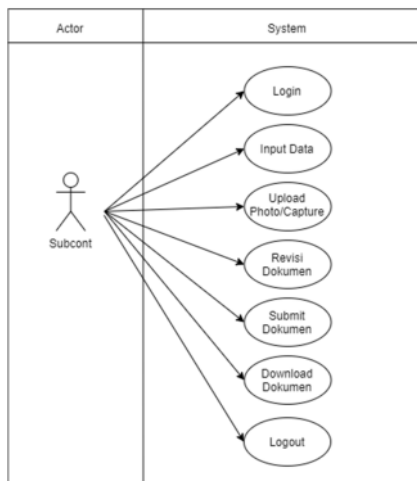 Actor
System
Login
Input Data
Upload
Photo/Capture
Subcont
Revisi
Dokumen
Submit
Dokumen
Download
Dokumen
Logout